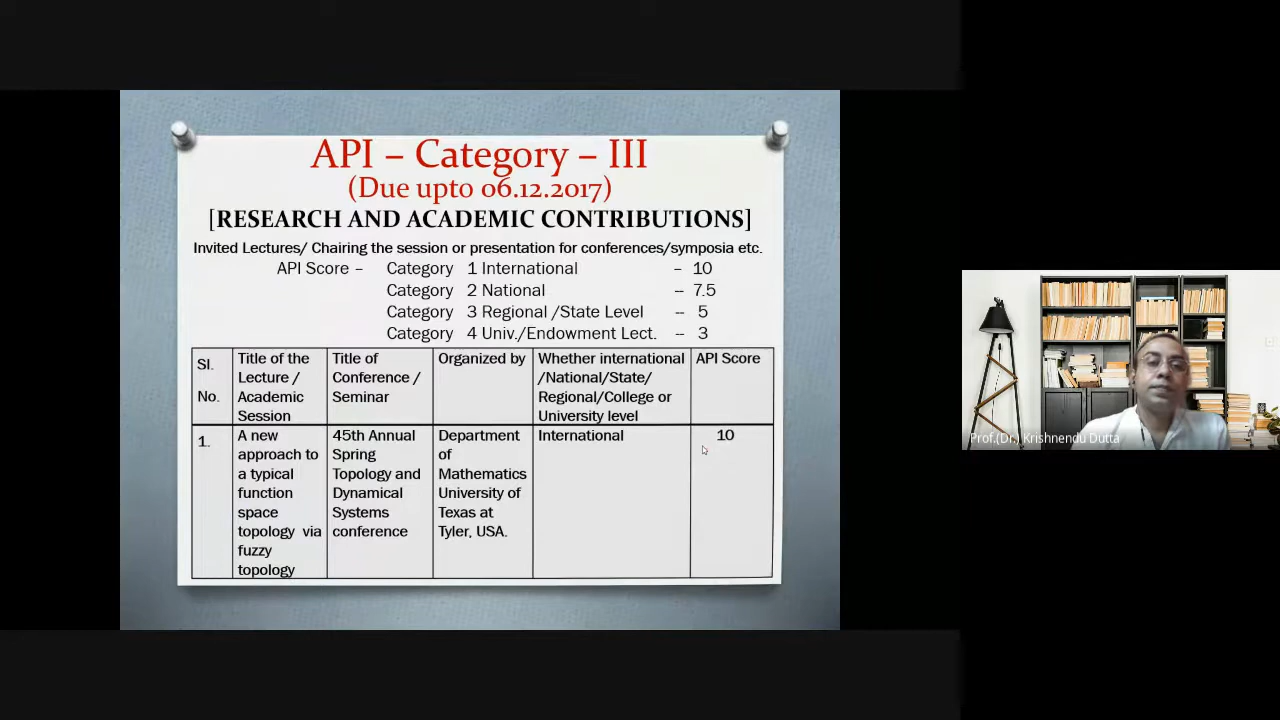 API – Category – III
(Due upto 06.12.2017)
[RESEARCH AND ACADEMIC CONTRIBUTIONS]
Invited Lectures/ Chairing the session or presentation for conferences/symposia etc.
API Score – Category 1 International – 10
Category 2 National -- 7.5
Category 3 Regional /State Level -- 5
Category 4 Univ./Endowment Lect. -- 3
Sl.
No.
Title of the
Lecture /
Academic
Session
Title of
Conference /
Seminar
Organized by
Whether international
/National/State/
Regional/College or
University level
API Score
1.
A new
approach to
a typical
function
space
topology via
fuzzy
topology
45th Annual
Spring
Topology and
Dynamical
Systems
conference
Department
of
Mathematics
University of
Texas at
Tyler, USA.
International
10
Prof.(Dr.) Krishnendu Dutta